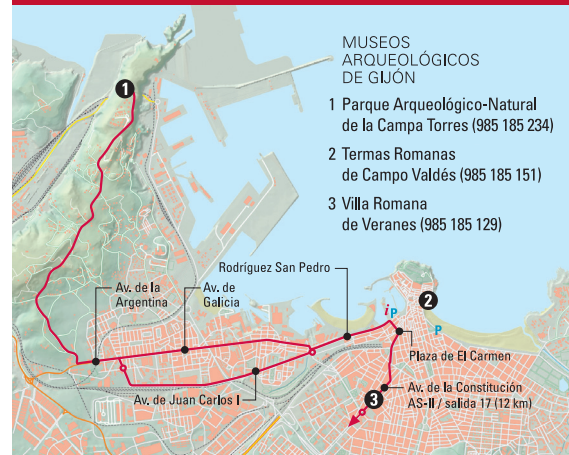 MUSEOS
ARQUEOLÓGICOS
DE GIJÓN
1 Parque Arqueológico-Natural
de la Campa Torres (985 185 234)
2 Termas Romanas
de Campo Valdés (985 185 151)
3 Villa Romana
de Veranes (985 185 129)
1
Rodríguez San Pedro
Av. de la
Argentina
Av. de
Galicia
2
i P
P
Plaza de El Carmen
Av. de Juan Carlos I
3
Av. de la Constitución
AS-II / salida 17 (12 km)